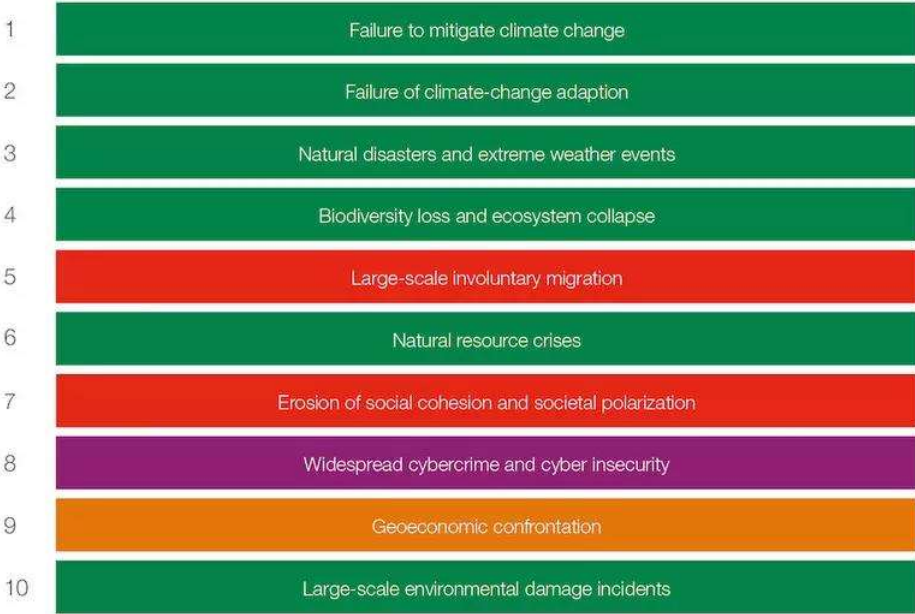 1 Failure to mitigate climate change
2 Failure of climate-change adaption
3 Natural disasters and extreme weather events
4 Biodiversity loss and ecosystem collapse
5 Large-scale involuntary migration
6 Natural resource crises
7 Erosion of social cohesion and societal polarization
8 Widespread cybercrime and cyber insecurity
9 Geoeconomic confrontation
10 Large-scale environmental damage incidents